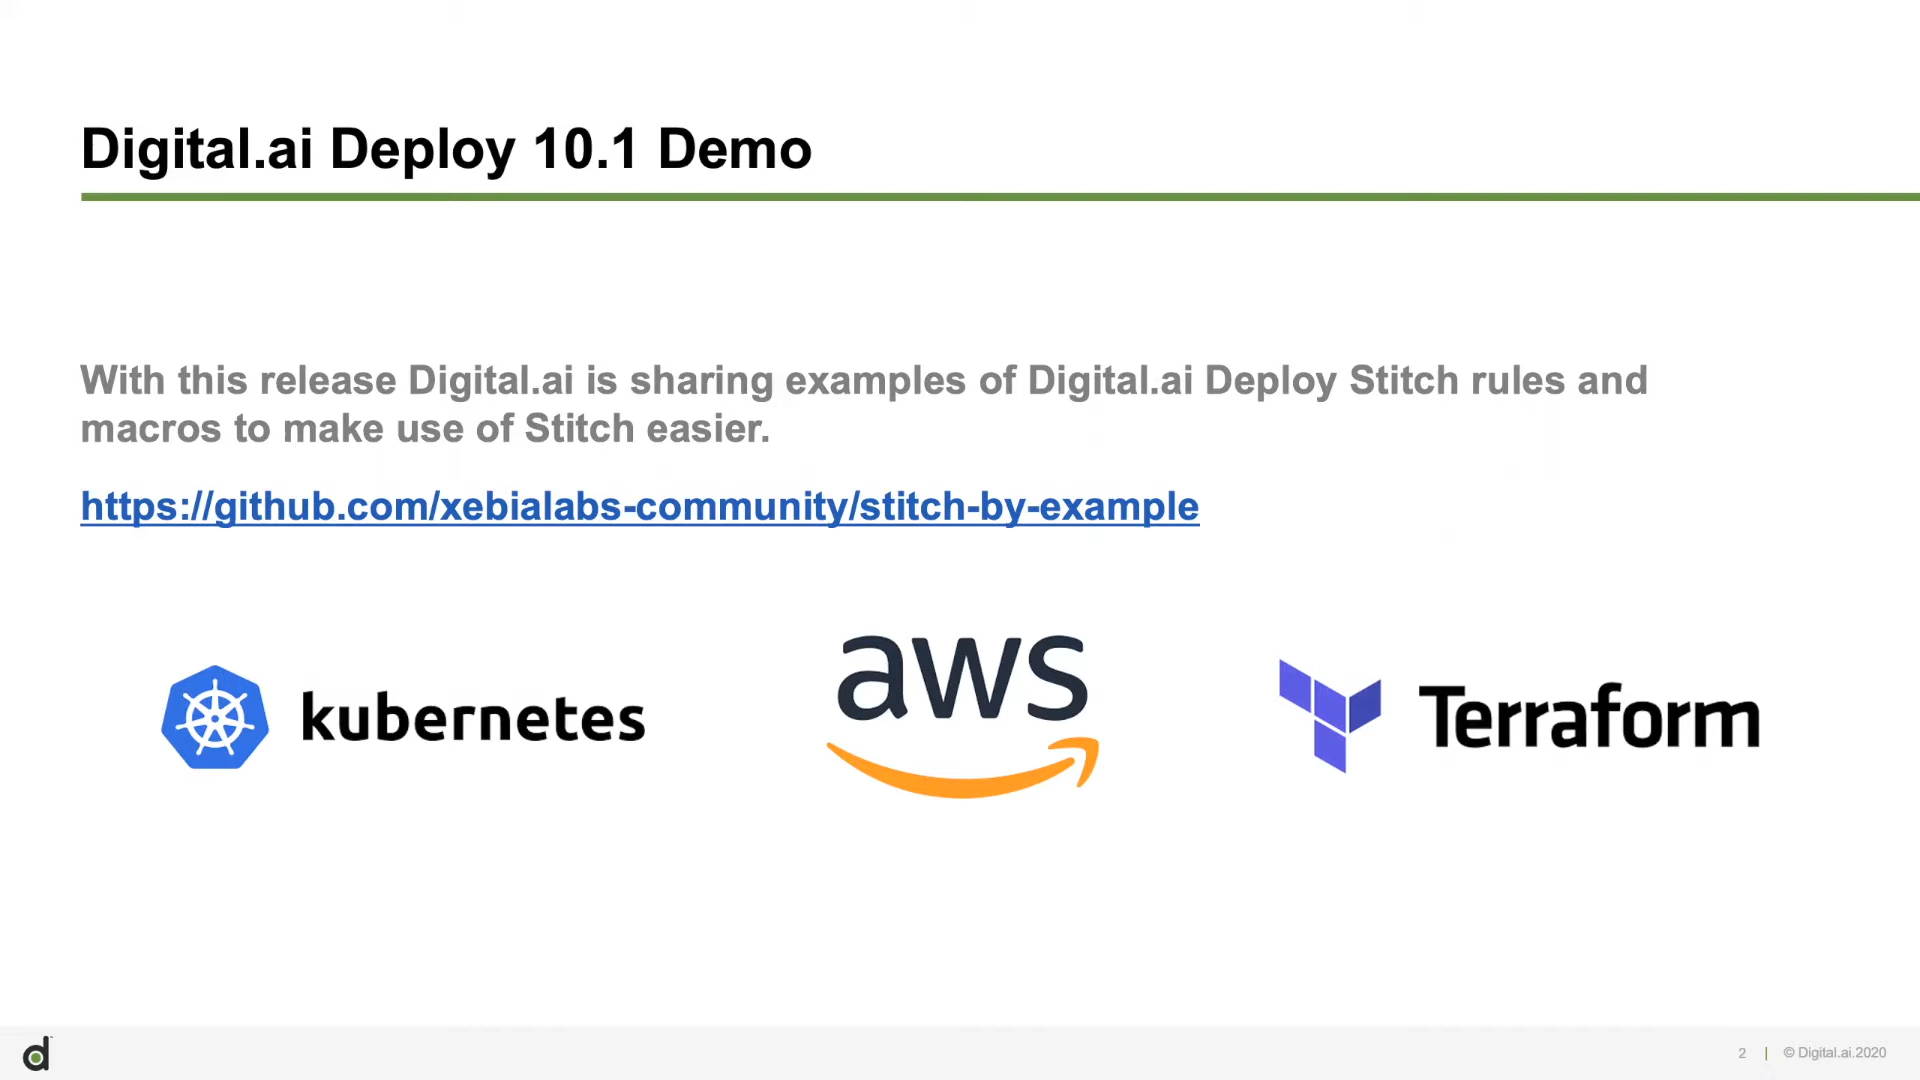 Digital.ai Deploy 10.1 Demo
With this release Digital.ai is sharing examples of Digital.ai Deploy Stitch rules and
macros to make use of Stitch easier.
https://github.com/xebialabs-community/stitch-by-example
kubernetes
aws
Terraform
d
2 | © Digital.ai.2020